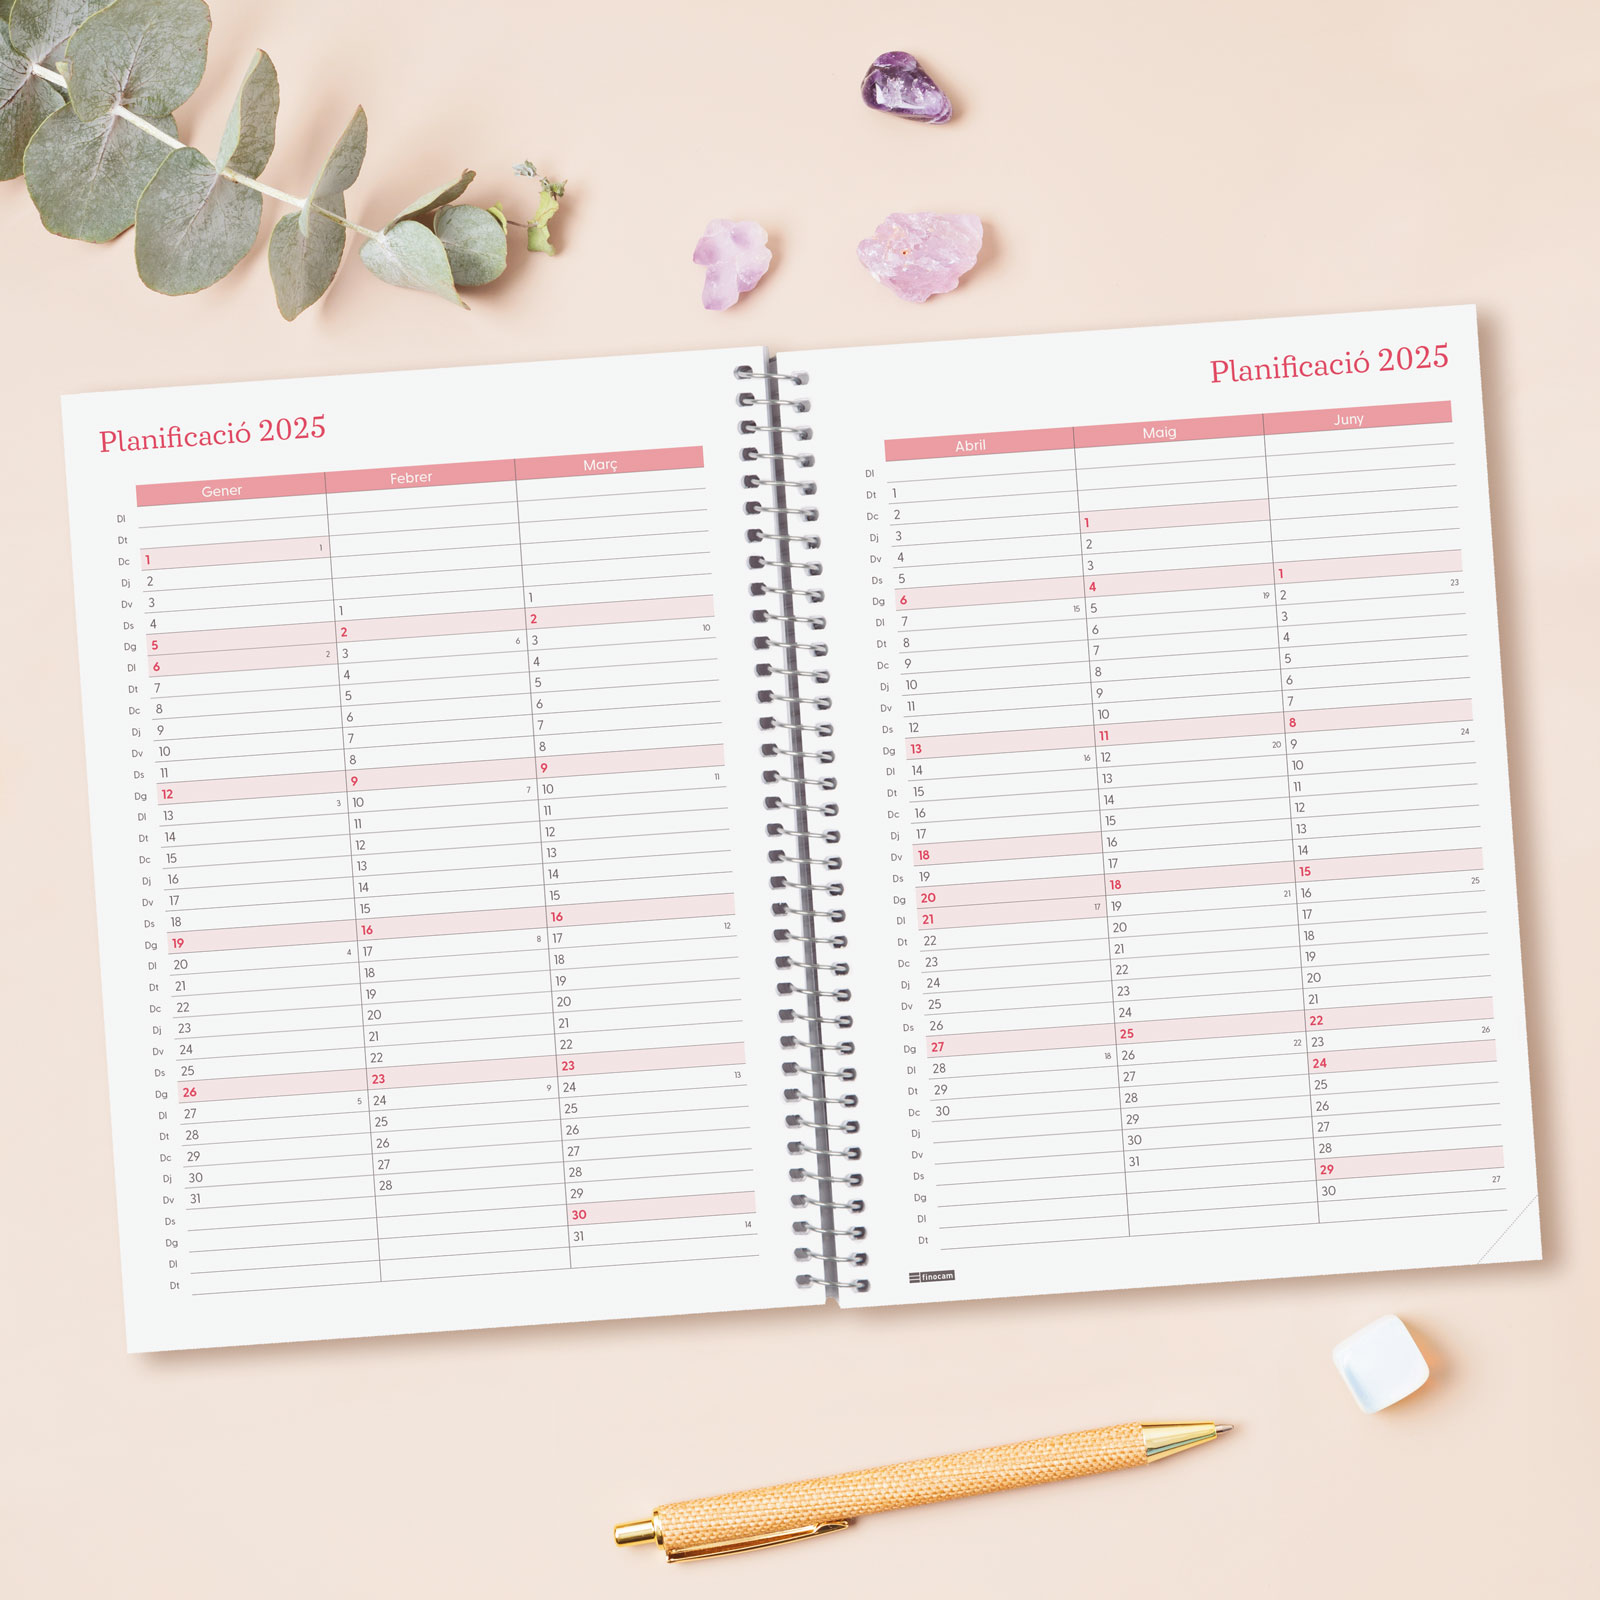 Planificació 2025
Gener Febrer Març
Dl
Dt
Dc 1 1
Dj 2
Dv 3
Ds 4 1 1
Dg 5 2 2
Dl 6 2 3 6 3 10
Dt 7 4 4
Dc 8 5 5
Dj 9 6 6
Dv 10 7 7
Ds 11 8 8
Dg 12 9 9
Dl 13 3 10 7 10 11
Dt 14 11 11
Dc 15 12 12
Dj 16 13 13
Dv 17 14 14
Ds 18 15 15
Dg 19 16 16
Dl 20 4 17 8 17 12
Dt 21 18 18
Dc 22 19 19
Dj 23 20 20
Dv 24 21 21
Ds 25 22 22
Dg 26 23 23
Dl 27 5 24 9 24 13
Dt 28 25 25
Dc 29 26 26
Dj 30 27 27
Dv 31 28 28
Ds 29
Dg 30
Dl 31 14
Dt
Planificació 2025
Abril Maig Juny
Dl
Dt 1
Dc 2
Dj 3 1
Dv 4 2
Ds 5 3
Dg 6 4 1
Dl 7 15 5 19 2 23
Dt 8 6 3
Dc 9 7 4
Dj 10 8 5
Dv 11 9 6
Ds 12 10 7
Dg 13 11 8
Dl 14 16 12 20 9 24
Dt 15 13 10
Dc 16 14 11
Dj 17 15 12
Dv 18 16 13
Ds 19 17 14
Dg 20 18 15
Dl 21 17 19 21 16 25
Dt 22 20 17
Dc 23 21 18
Dj 24 22 19
Dv 25 23 20
Ds 26 24 21
Dg 27 25 22
Dl 28 18 26 22 23 26
Dt 29 27 24
Dc 30 28 25
Dj 29 26
Dv 30 27
Ds 31 28
Dg 29
Dl 30 27
Dt
finocam